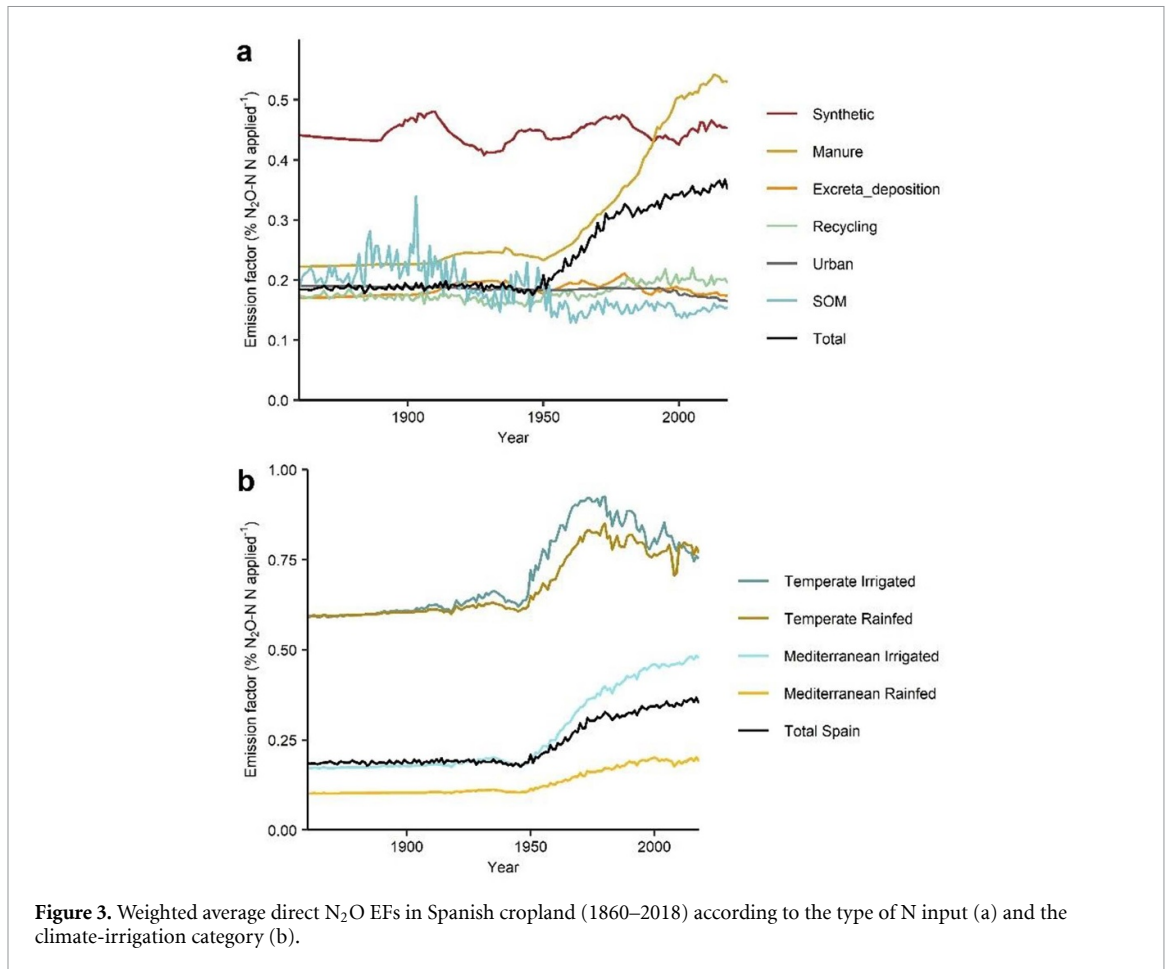 a
Emission factor (% N₂O-N N applied⁻¹)
0.5
0.4
0.3
0.2
0.1
0.0
1900 1950 2000
Year
Synthetic
Manure
Excreta_deposition
Recycling
Urban
SOM
Total
b
Emission factor (% N₂O-N N applied⁻¹)
1.00
0.75
0.50
0.25
0.00
1900 1950 2000
Year
Temperate Irrigated
Temperate Rainfed
Mediterranean Irrigated
Mediterranean Rainfed
Total Spain
Figure 3. Weighted average direct N₂O EFs in Spanish cropland (1860–2018) according to the type of N input (a) and the
climate-irrigation category (b).